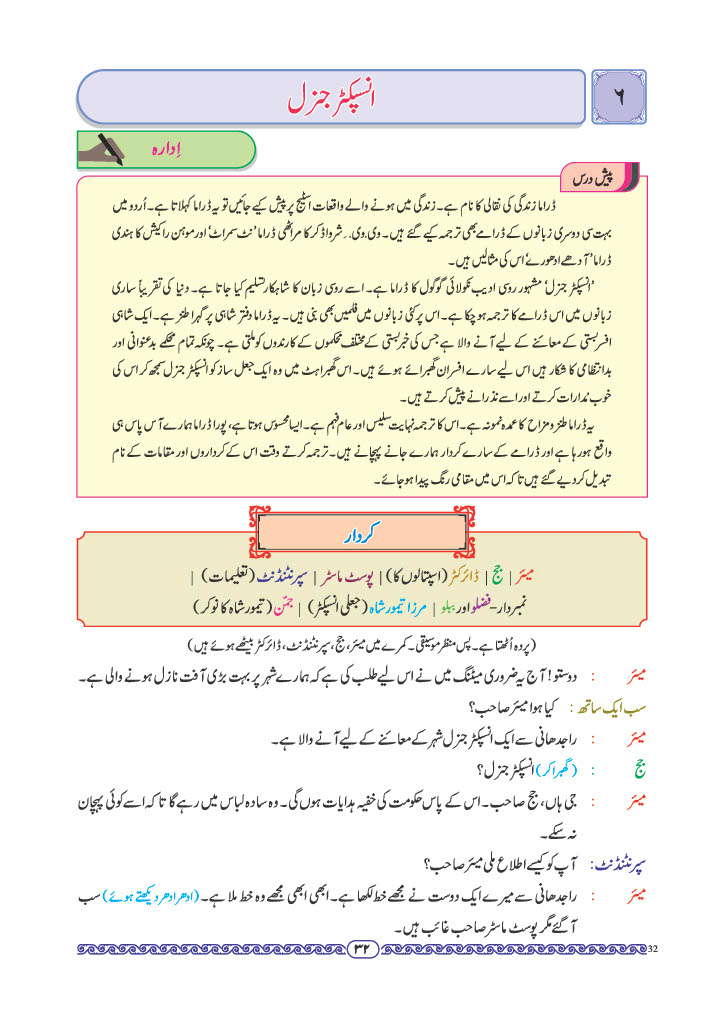 ۶
انسپکٹر جنرل
اِدارہ
پیش درس
ڈراما زندگی کی نقالی کا نام ہے۔ زندگی میں ہونے والے واقعات اسٹیج پر پیش کیے جائیں تو یہ ڈراما کہلاتا ہے۔ اُردو میں
بہت سی دوسری زبانوں کے ڈرامے بھی ترجمہ کیے گئے ہیں۔ وی.وی.۔شرواڈکر کا مراٹھی ڈراما 'نٹ سمراٹ' اور موہن راکیش کا ہندی
ڈراما 'آدھے ادھورے' اس کی مثالیں ہیں۔
'انسپکٹر جنرل' مشہور روسی ادیب نکولائی گوگول کا ڈراما ہے۔ اسے روسی زبان کا شاہکار تسلیم کیا جاتا ہے۔ دنیا کی تقریباً ساری
زبانوں میں اس ڈرامے کا ترجمہ ہو چکا ہے۔ اس پر کئی زبانوں میں فلمیں بھی بنی ہیں۔ یہ ڈراما دفتر شاہی پر گہرا طنز ہے۔ ایک شاہی
افسر بستی کے معائنے کے لیے آنے والا ہے جس کی خبر بستی کے مختلف محکموں کے کارندوں کو ملتی ہے۔ چونکہ تمام محکمے بدعنوانی اور
بدانتظامی کا شکار ہیں اس لیے سارے افسران گھبرائے ہوئے ہیں۔ اس گھبراہٹ میں وہ ایک جعل ساز کو انسپکٹر جنرل سمجھ کر اس کی
خوب مُدارات کرتے اور اسے نذرانے پیش کرتے ہیں۔
یہ ڈراما طنز و مزاح کا عمدہ نمونہ ہے۔ اس کا ترجمہ نہایت سلیس اور عام فہم ہے۔ ایسا محسوس ہوتا ہے، پورا ڈراما ہمارے آس پاس ہی
واقع ہو رہا ہے اور ڈرامے کے سارے کردار ہمارے جانے پہچانے ہیں۔ ترجمہ کرتے وقت اس کے کرداروں اور مقامات کے نام
تبدیل کر دیے گئے ہیں تا کہ اس میں مقامی رنگ پیدا ہو جائے۔
کردار
میئر | جج | ڈائرکٹر (اسپتالوں کا) | پوسٹ ماسٹر | سپرنٹنڈنٹ (تعلیمات) |
نمبردار-فضلو اور ببلو | مرزا تیمور شاہ (جعلی انسپکٹر) | جمّن (تیمور شاہ کا نوکر)
(پردہ اُٹھتا ہے۔ پس منظر موسیقی۔ کمرے میں میئر، جج، سپرنٹنڈنٹ، ڈائرکٹر بیٹھے ہوئے ہیں)
میئر : دوستو! آج یہ ضروری میٹنگ میں نے اس لیے طلب کی ہے کہ ہمارے شہر پر بہت بڑی آفت نازل ہونے والی ہے۔
سب ایک ساتھ : کیا ہوا میئر صاحب؟
میئر : راجدھانی سے ایک انسپکٹر جنرل شہر کے معائنے کے لیے آنے والا ہے۔
جج : (گھبرا کر) انسپکٹر جنرل؟
میئر : جی ہاں، جج صاحب۔ اس کے پاس حکومت کی خفیہ ہدایات ہوں گی۔ وہ سادہ لباس میں رہے گا تا کہ اسے کوئی پہچان
نہ سکے۔
سپرنٹنڈنٹ: آپ کو کیسے اطلاع ملی میئر صاحب؟
میئر : راجدھانی سے میرے ایک دوست نے مجھے خط لکھا ہے۔ ابھی ابھی مجھے وہ خط ملا ہے۔ (ادھر ادھر دیکھتے ہوئے) سب
آ گئے مگر پوسٹ ماسٹر صاحب غائب ہیں۔
۳۲
32